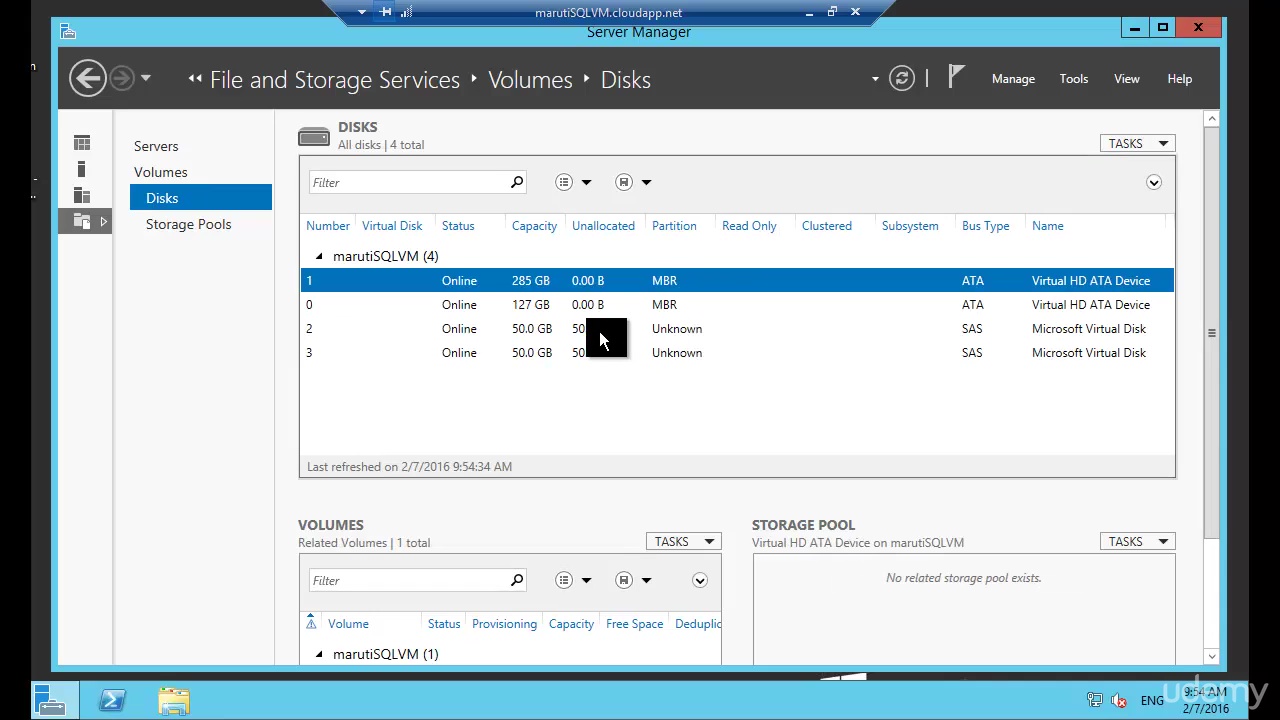 marutiSQLVM.cloudapp.net
Server Manager
File and Storage Services Volumes Disks
Manage Tools View Help
Servers
Volumes
Disks
Storage Pools
DISKS
All disks | 4 total
TASKS
Filter
Number Virtual Disk Status Capacity Unallocated Partition Read Only Clustered Subsystem Bus Type Name
marutiSQLVM (4)
1 Online 285 GB 0.00 B MBR ATA Virtual HD ATA Device
0 Online 127 GB 0.00 B MBR ATA Virtual HD ATA Device
2 Online 50.0 GB 50 Unknown SAS Microsoft Virtual Disk
3 Online 50.0 GB 50 Unknown SAS Microsoft Virtual Disk
Last refreshed on 2/7/2016 9:54:34 AM
VOLUMES
Related Volumes | 1 total
TASKS
Filter
Volume Status Provisioning Capacity Free Space Deduplic
marutiSQLVM (1)
STORAGE POOL
Virtual HD ATA Device on marutiSQLVM
TASKS
No related storage pool exists.
ENG
9:54 AM
2/7/2016
udemy